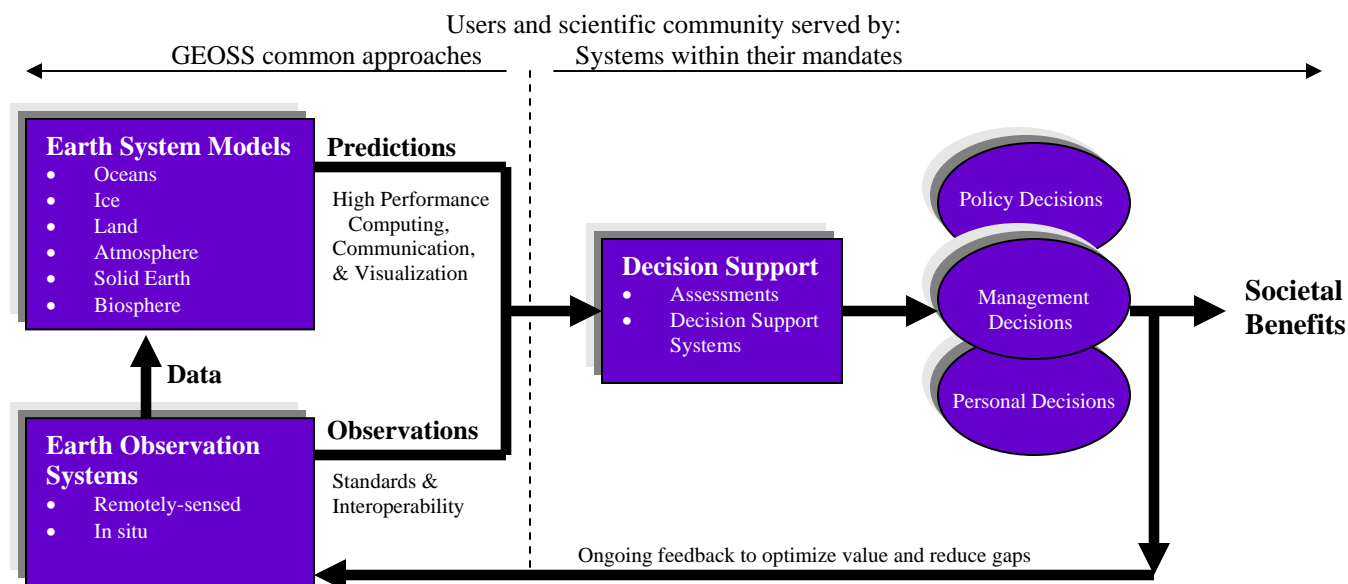 Users and scientific community served by:
GEOSS common approaches
Systems within their mandates
Earth System Models
• Oceans
• Ice
• Land
• Atmosphere
• Solid Earth
• Biosphere
Predictions
High Performance
Computing,
Communication,
& Visualization
Data
Earth Observation
Systems
• Remotely-sensed
• In situ
Observations
Standards &
Interoperability
Decision Support
• Assessments
• Decision Support
Systems
Policy Decisions
Management
Decisions
Personal Decisions
Societal
Benefits
Ongoing feedback to optimize value and reduce gaps